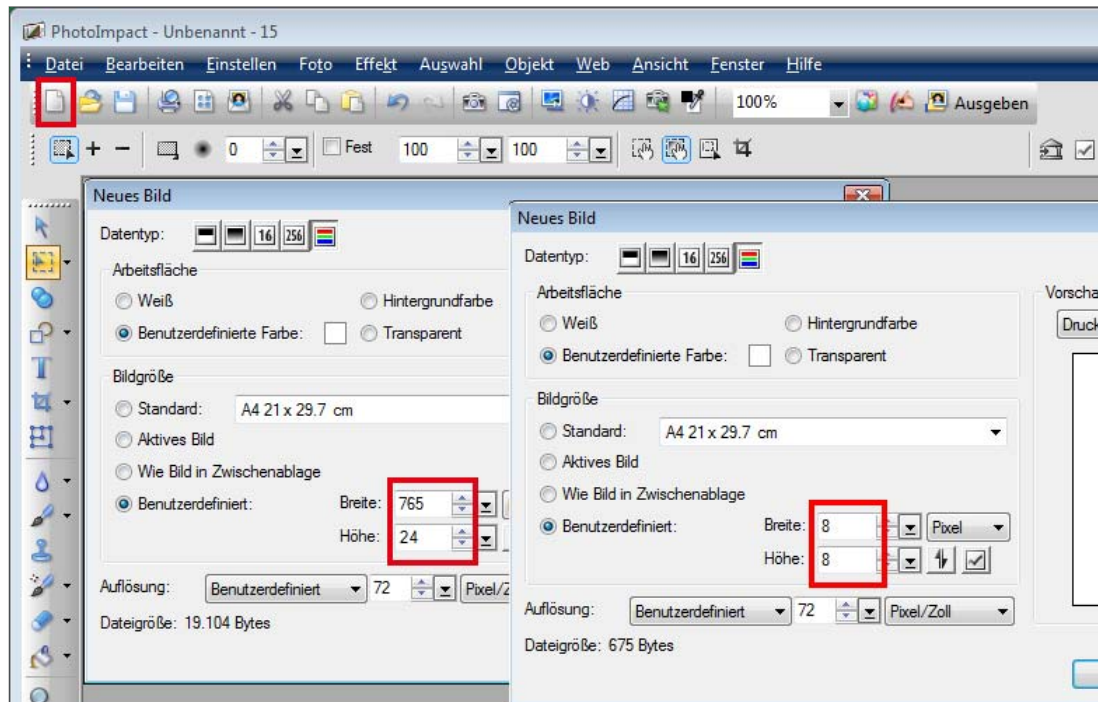 PhotoImpact - Unbenannt - 15
Datei Bearbeiten Einstellen Foto Effekt Auswahl Objekt Web Ansicht Fenster Hilfe
100% Ausgeben
0 Fest 100 100
Neues Bild
Datentyp: 16 256
Arbeitsfläche
Weiß Hintergrundfarbe
Benutzerdefinierte Farbe: Transparent
Bildgröße
Standard: A4 21 x 29.7 cm
Aktives Bild
Wie Bild in Zwischenablage
Benutzerdefiniert: Breite: 765
Höhe: 24
Auflösung: Benutzerdefiniert 72 Pixel/Z
Dateigröße: 19.104 Bytes
Neues Bild
Datentyp: 16 256
Arbeitsfläche
Weiß Hintergrundfarbe
Benutzerdefinierte Farbe: Transparent
Bildgröße
Standard: A4 21 x 29.7 cm
Aktives Bild
Wie Bild in Zwischenablage
Benutzerdefiniert: Breite: 8 Pixel
Höhe: 8
Auflösung: Benutzerdefiniert 72 Pixel/Zoll
Dateigröße: 675 Bytes
Vorscha
Druck